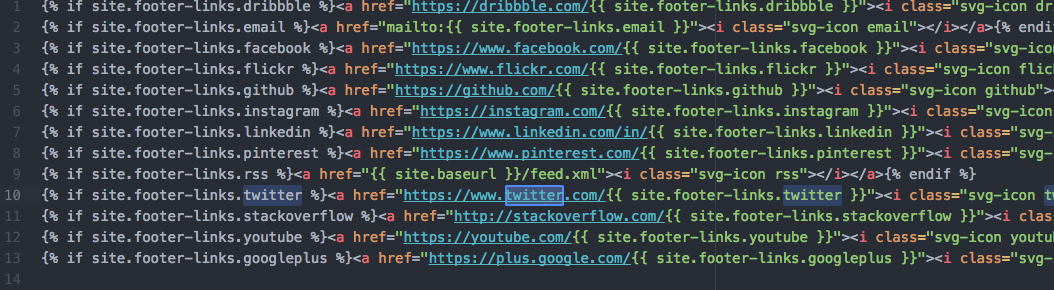 1 {% if site.footer-links.dribbble %}<a href="https://dribbble.com/{{ site.footer-links.dribbble }}"><i class="svg-icon dr
2 {% if site.footer-links.email %}<a href="mailto:{{ site.footer-links.email }}"><i class="svg-icon email"></i></a>{% endif
3 {% if site.footer-links.facebook %}<a href="https://www.facebook.com/{{ site.footer-links.facebook }}"><i class="svg-icon
4 {% if site.footer-links.flickr %}<a href="https://www.flickr.com/{{ site.footer-links.flickr }}"><i class="svg-icon flick
5 {% if site.footer-links.github %}<a href="https://github.com/{{ site.footer-links.github }}"><i class="svg-icon github">
6 {% if site.footer-links.instagram %}<a href="https://instagram.com/{{ site.footer-links.instagram }}"><i class="svg-icon
7 {% if site.footer-links.linkedin %}<a href="https://www.linkedin.com/in/{{ site.footer-links.linkedin }}"><i class="svg-
8 {% if site.footer-links.pinterest %}<a href="https://www.pinterest.com/{{ site.footer-links.pinterest }}"><i class="svg-
9 {% if site.footer-links.rss %}<a href="{{ site.baseurl }}/feed.xml"><i class="svg-icon rss"></i></a>{% endif %}
10 {% if site.footer-links.twitter %}<a href="https://www.twitter.com/{{ site.footer-links.twitter }}"><i class="svg-icon tw
11 {% if site.footer-links.stackoverflow %}<a href="http://stackoverflow.com/{{ site.footer-links.stackoverflow }}"><i class
12 {% if site.footer-links.youtube %}<a href="https://youtube.com/{{ site.footer-links.youtube }}"><i class="svg-icon youtu
13 {% if site.footer-links.googleplus %}<a href="https://plus.google.com/{{ site.footer-links.googleplus }}"><i class="svg-
14